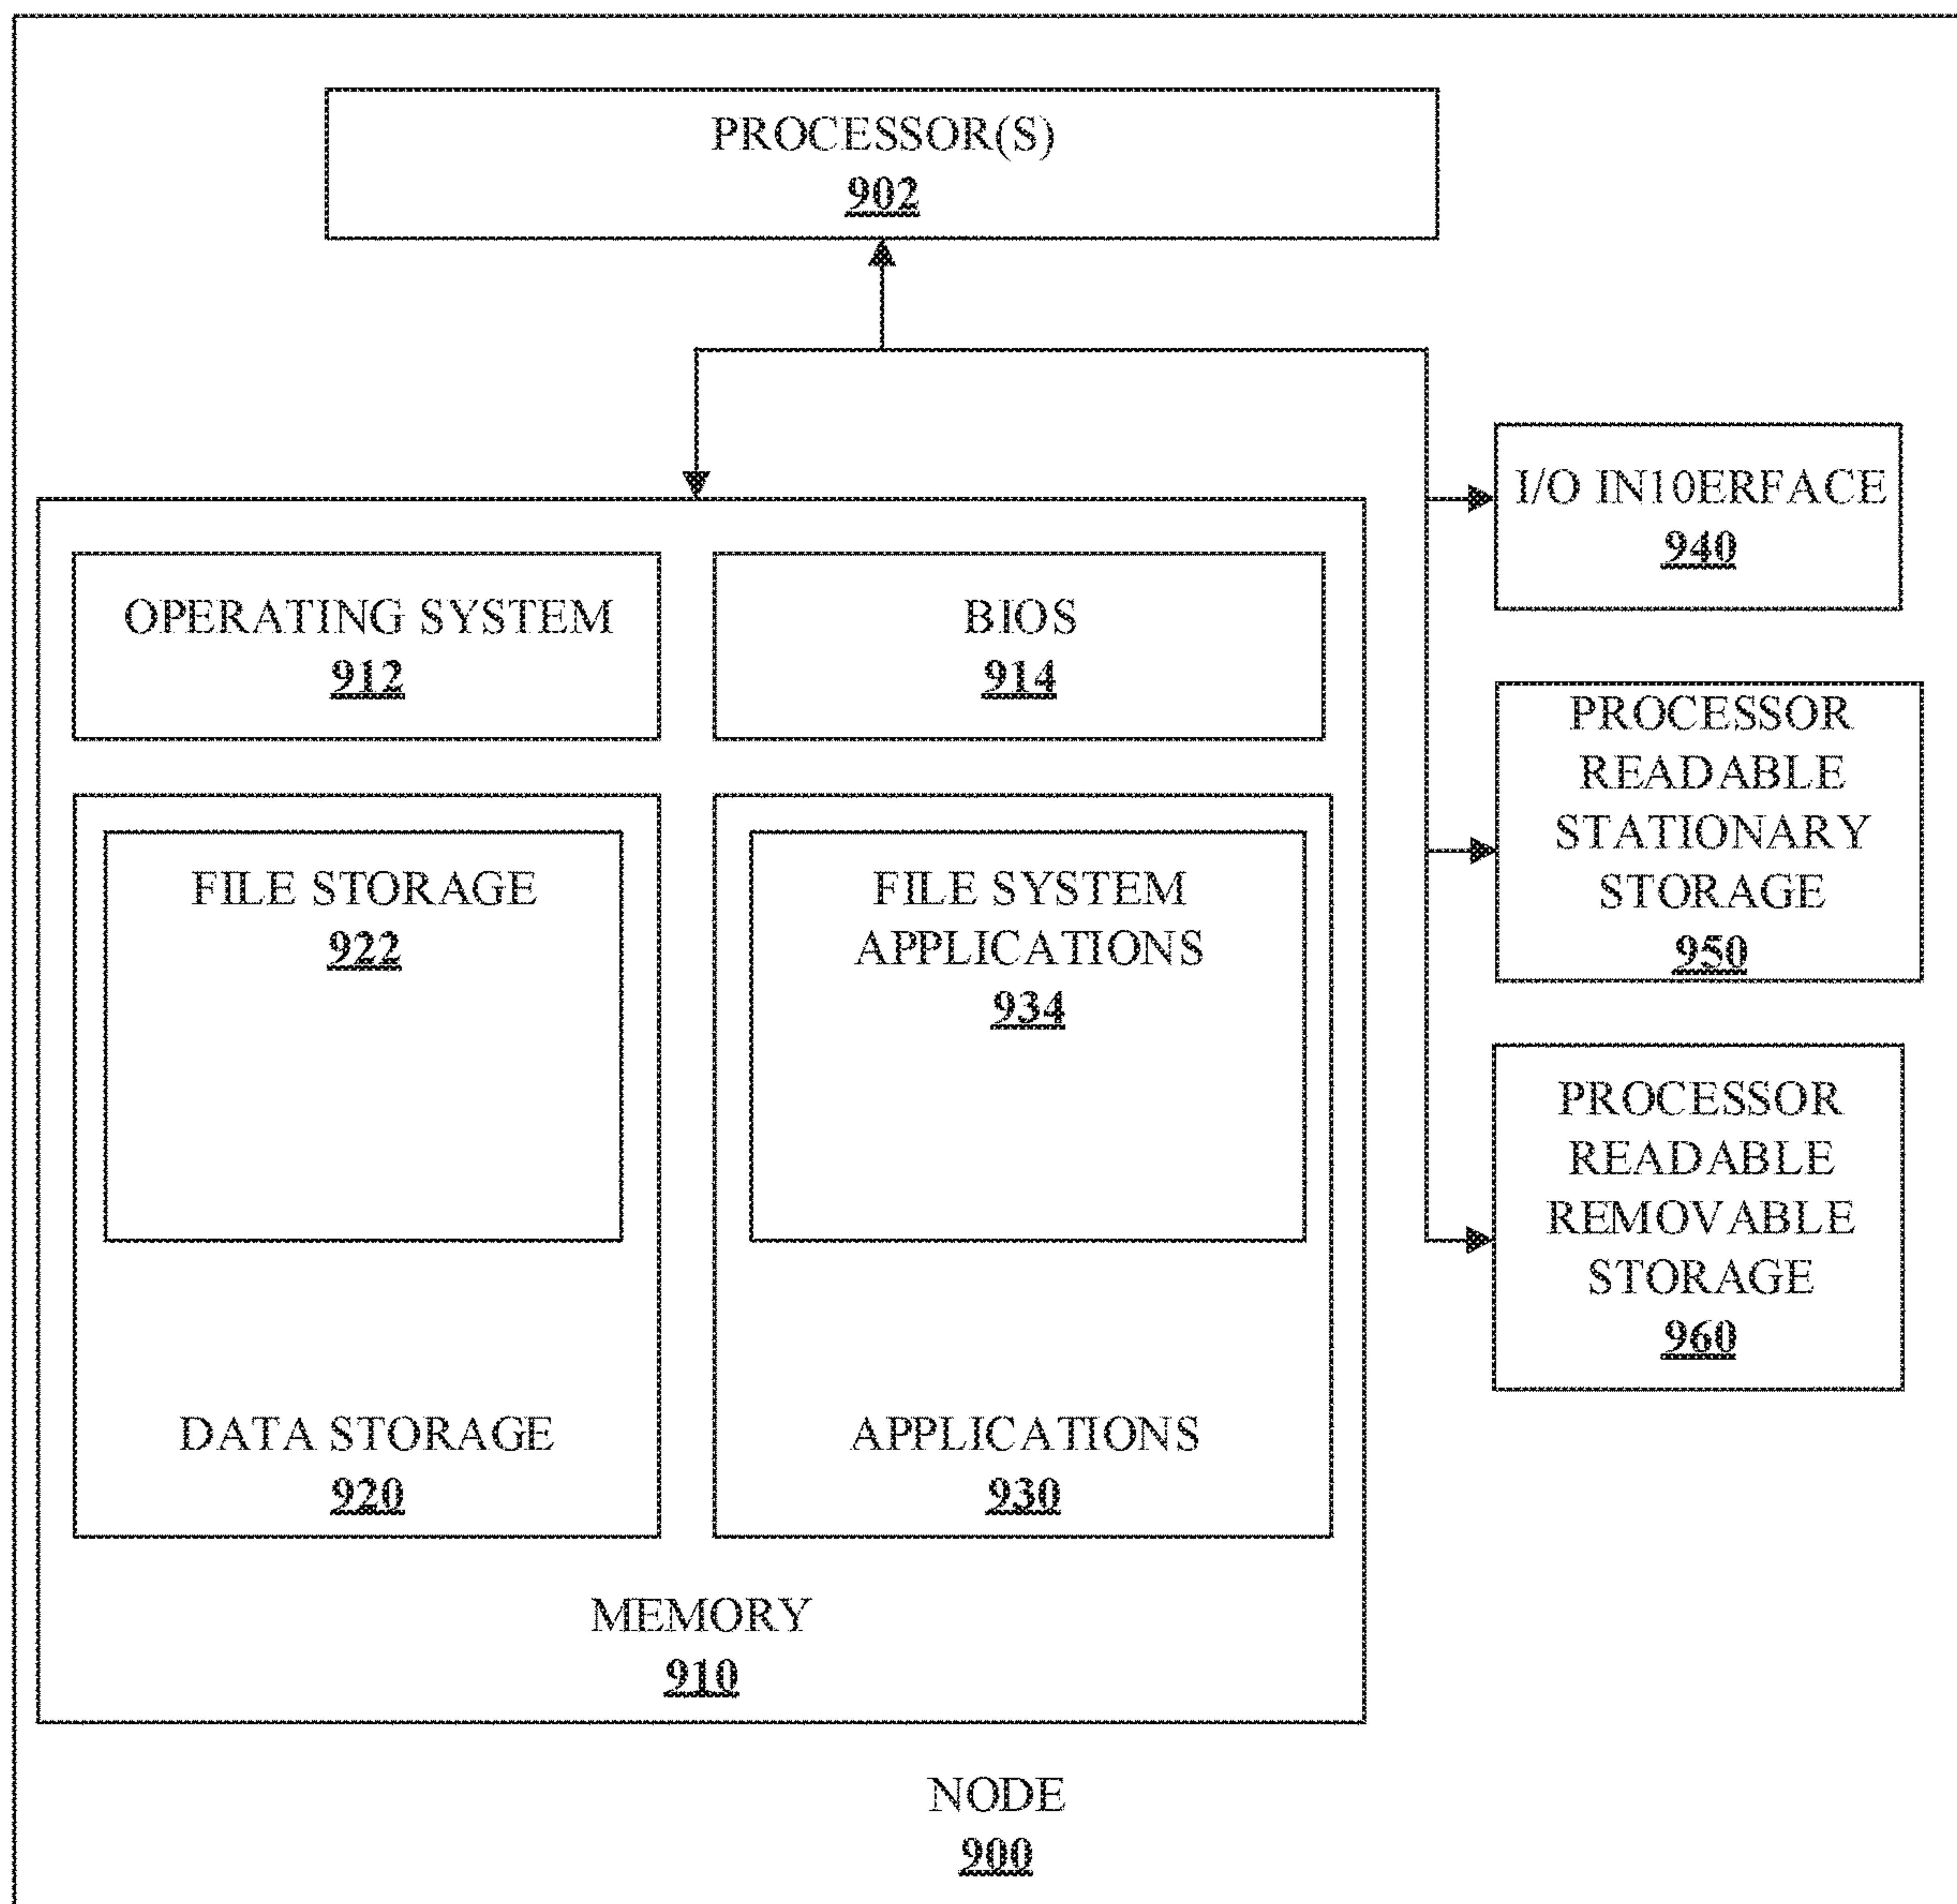 PROCESSOR(S)
902
I/O IN10ERFACE
940
OPERATING SYSTEM
912
BIOS
914
PROCESSOR
READABLE
STATIONARY
STORAGE
950
FILE STORAGE
922
FILE SYSTEM
APPLICATIONS
934
PROCESSOR
READABLE
REMOVABLE
STORAGE
960
DATA STORAGE
920
APPLICATIONS
930
MEMORY
910
NODE
900